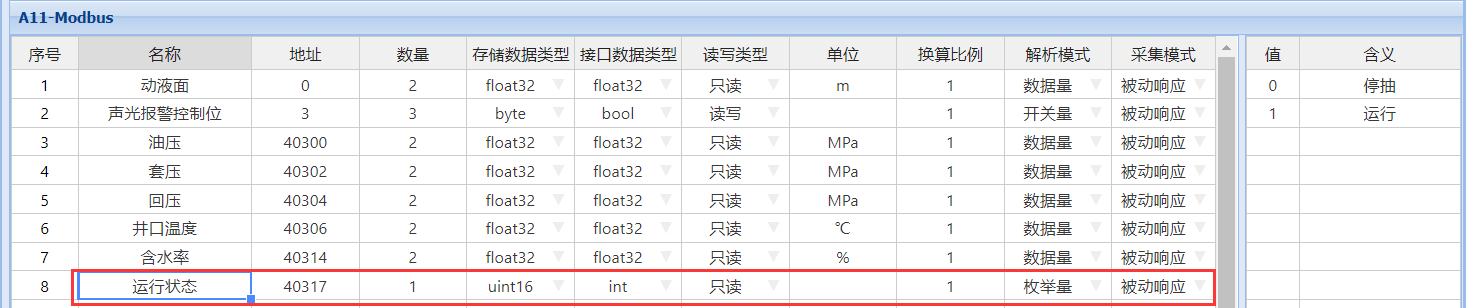 A11-Modbus
序号 名称 地址 数量 存储数据类型 接口数据类型 读写类型 单位 换算比例 解析模式 采集模式 值 含义
1 动液面 0 2 float32 float32 只读 m 1 数据量 被动响应 0 停抽
2 声光报警控制位 3 3 byte bool 读写 1 开关量 被动响应 1 运行
3 油压 40300 2 float32 float32 只读 MPa 1 数据量 被动响应
4 套压 40302 2 float32 float32 只读 MPa 1 数据量 被动响应
5 回压 40304 2 float32 float32 只读 MPa 1 数据量 被动响应
6 井口温度 40306 2 float32 float32 只读 ℃ 1 数据量 被动响应
7 含水率 40314 2 float32 float32 只读 % 1 数据量 被动响应
8 运行状态 40317 1 uint16 int 只读 1 枚举量 被动响应